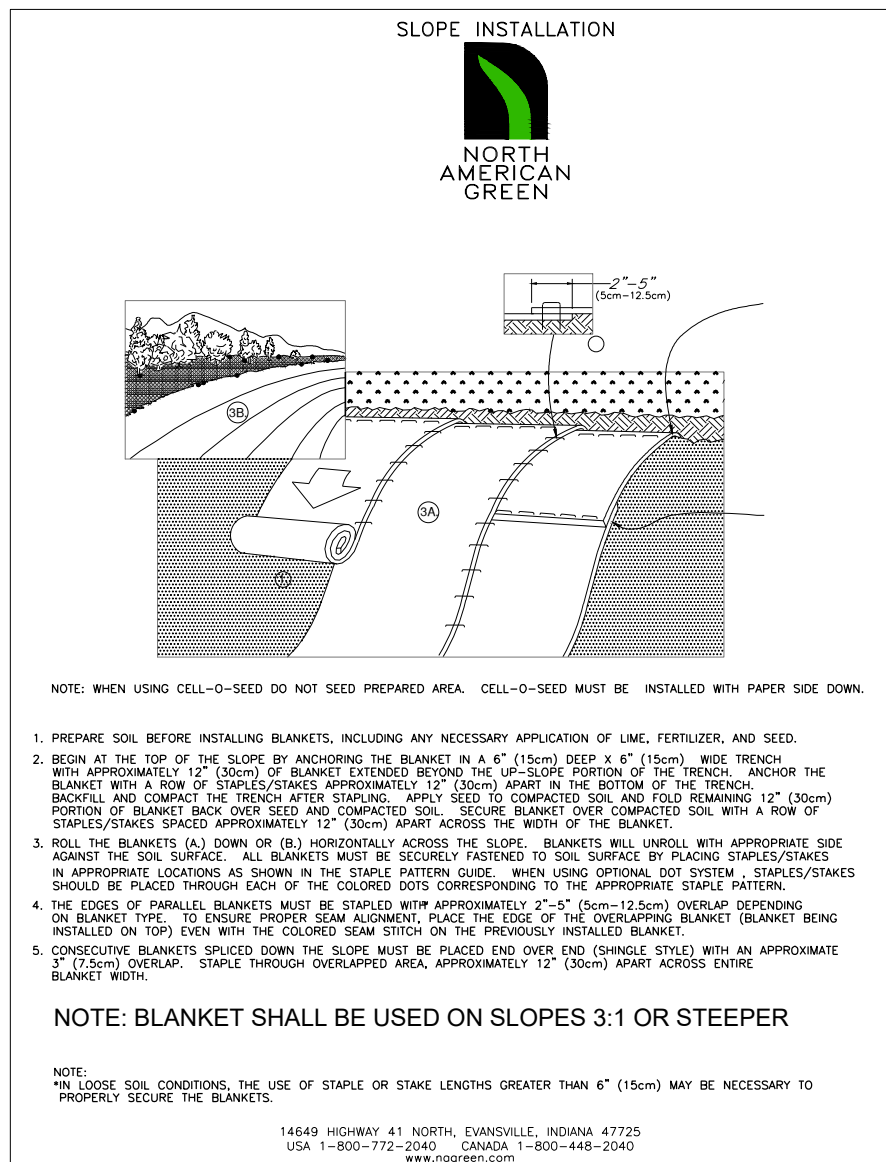 SLOPE INSTALLATION
NORTH
AMERICAN
GREEN
2"-5"
(5cm-12.5cm)
3B.
3A.
1.
NOTE: WHEN USING CELL-O-SEED DO NOT SEED PREPARED AREA. CELL-O-SEED MUST BE INSTALLED WITH PAPER SIDE DOWN.
1. PREPARE SOIL BEFORE INSTALLING BLANKETS, INCLUDING ANY NECESSARY APPLICATION OF LIME, FERTILIZER, AND SEED.
2. BEGIN AT THE TOP OF THE SLOPE BY ANCHORING THE BLANKET IN A 6" (15cm) DEEP X 6" (15cm) WIDE TRENCH
WITH APPROXIMATELY 12" (30cm) OF BLANKET EXTENDED BEYOND THE UP-SLOPE PORTION OF THE TRENCH. ANCHOR THE
BLANKET WITH A ROW OF STAPLES/STAKES APPROXIMATELY 12" (30cm) APART IN THE BOTTOM OF THE TRENCH.
BACKFILL AND COMPACT THE TRENCH AFTER STAPLING. APPLY SEED TO COMPACTED SOIL AND FOLD REMAINING 12" (30cm)
PORTION OF BLANKET BACK OVER SEED AND COMPACTED SOIL. SECURE BLANKET OVER COMPACTED SOIL WITH A ROW OF
STAPLES/STAKES SPACED APPROXIMATELY 12" (30cm) APART ACROSS THE WIDTH OF THE BLANKET.
3. ROLL THE BLANKETS (A.) DOWN OR (B.) HORIZONTALLY ACROSS THE SLOPE. BLANKETS WILL UNROLL WITH APPROPRIATE SIDE
AGAINST THE SOIL SURFACE. ALL BLANKETS MUST BE SECURELY FASTENED TO SOIL SURFACE BY PLACING STAPLES/STAKES
IN APPROPRIATE LOCATIONS AS SHOWN IN THE STAPLE PATTERN GUIDE. WHEN USING OPTIONAL DOT SYSTEM , STAPLES/STAKES
SHOULD BE PLACED THROUGH EACH OF THE COLORED DOTS CORRESPONDING TO THE APPROPRIATE STAPLE PATTERN.
4. THE EDGES OF PARALLEL BLANKETS MUST BE STAPLED WITH APPROXIMATELY 2"-5" (5cm-12.5cm) OVERLAP DEPENDING
ON BLANKET TYPE. TO ENSURE PROPER SEAM ALIGNMENT, PLACE THE EDGE OF THE OVERLAPPING BLANKET (BLANKET BEING
INSTALLED ON TOP) EVEN WITH THE COLORED SEAM STITCH ON THE PREVIOUSLY INSTALLED BLANKET.
5. CONSECUTIVE BLANKETS SPLICED DOWN THE SLOPE MUST BE PLACED END OVER END (SHINGLE STYLE) WITH AN APPROXIMATE
3" (7.5cm) OVERLAP. STAPLE THROUGH OVERLAPPED AREA, APPROXIMATELY 12" (30cm) APART ACROSS ENTIRE
BLANKET WIDTH.
NOTE: BLANKET SHALL BE USED ON SLOPES 3:1 OR STEEPER
NOTE:
*IN LOOSE SOIL CONDITIONS, THE USE OF STAPLE OR STAKE LENGTHS GREATER THAN 6" (15cm) MAY BE NECESSARY TO
PROPERLY SECURE THE BLANKETS.
14649 HIGHWAY 41 NORTH, EVANSVILLE, INDIANA 47725
USA 1-800-772-2040 CANADA 1-800-448-2040
www.nagreen.com